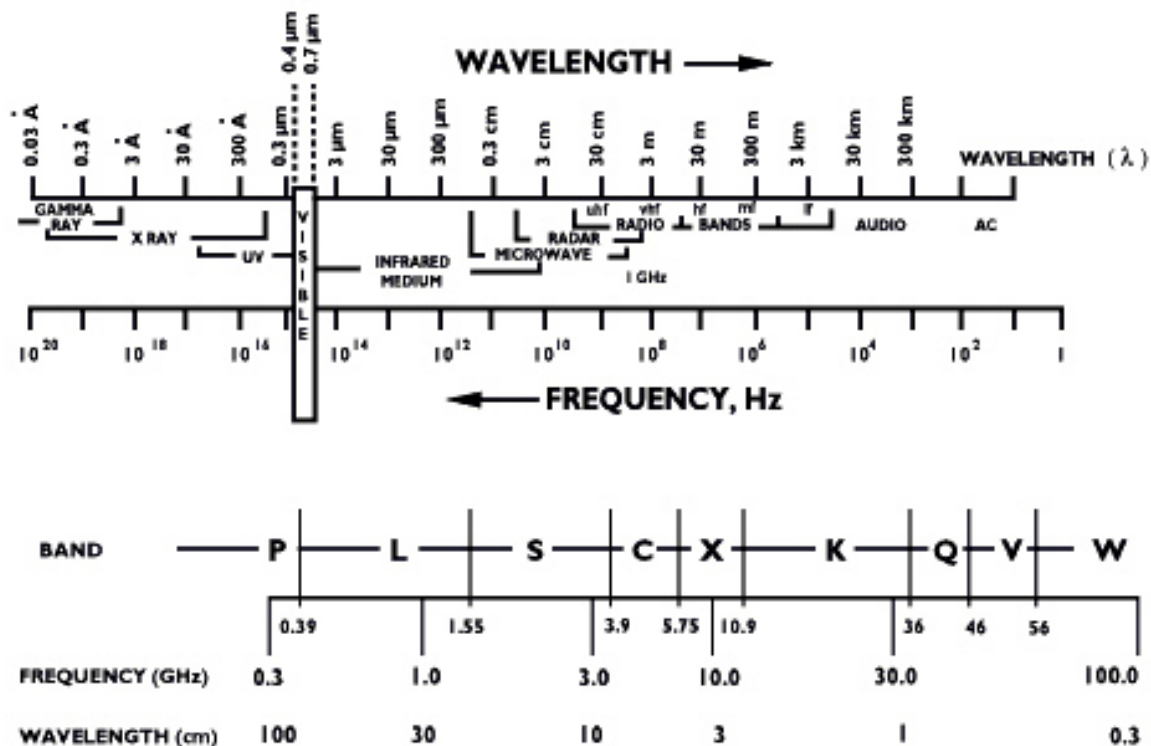 0.4 µm
0.7 µm
WAVELENGTH
0.03 Å
0.3 Å
3 Å
30 Å
300 Å
0.3 µm
3 µm
30 µm
300 µm
0.3 cm
3 cm
30 cm
3 m
30 m
300 m
3 km
30 km
300 km
WAVELENGTH (λ)
GAMMA
RAY
X RAY
UV
VISIBLE
INFRARED
MEDIUM
MICROWAVE
RADAR
uhf vhf hf mf lf
RADIO BANDS
AUDIO
AC
1 GHz
10²⁰ 10¹⁸ 10¹⁶ 10¹⁴ 10¹² 10¹⁰ 10⁸ 10⁶ 10⁴ 10² 1
FREQUENCY, Hz
BAND P L S C X K Q V W
0.39 1.55 3.9 5.75 10.9 36 46 56
FREQUENCY (GHz) 0.3 1.0 3.0 10.0 30.0 100.0
WAVELENGTH (cm) 100 30 10 3 1 0.3